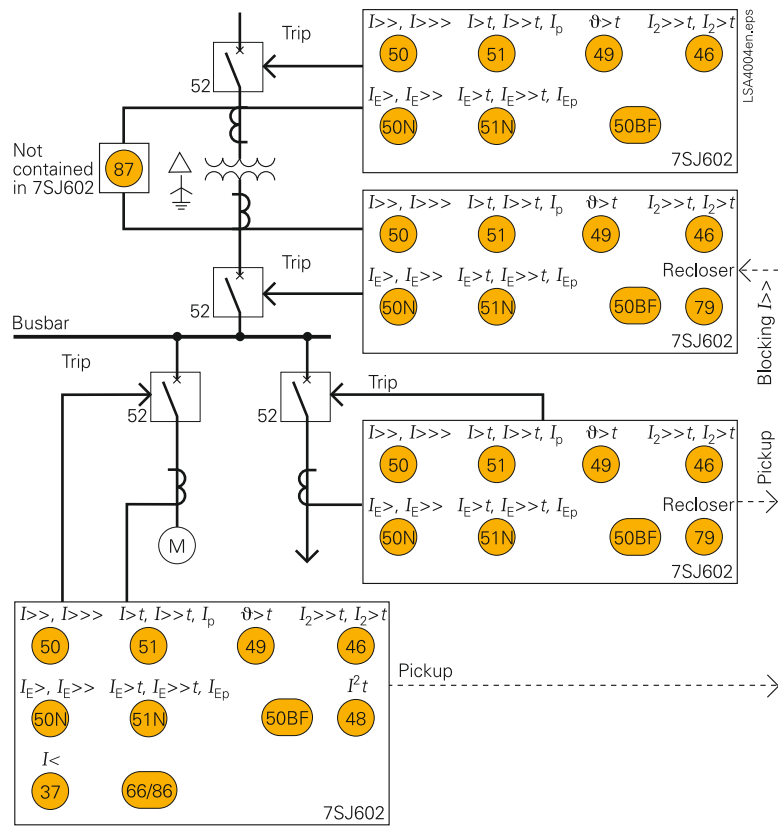 LSA4004en.eps
I>>, I>>> I>t, I>>t, Ip ϑ>t I2>>t, I2>t
50 51 49 46
IE>, IE>> IE>t, IE>>t, IEp
50N 51N 50BF
7SJ602
Trip
52
Not
contained
in 7SJ602
87
I>>, I>>> I>t, I>>t, Ip ϑ>t I2>>t, I2>t
50 51 49 46
Recloser
IE>, IE>> IE>t, IE>>t, IEp
50N 51N 50BF 79
7SJ602
Trip
52
Blocking I>>
Busbar
Trip
52
Trip
52
I>>, I>>> I>t, I>>t, Ip ϑ>t I2>>t, I2>t
50 51 49 46
Recloser
IE>, IE>> IE>t, IE>>t, IEp
50N 51N 50BF 79
7SJ602
Pickup
M
I>>, I>>> I>t, I>>t, Ip ϑ>t I2>>t, I2>t
50 51 49 46
IE>, IE>> IE>t, IE>>t, IEp I²t
50N 51N 50BF 48
I<
37 66/86
7SJ602
Pickup